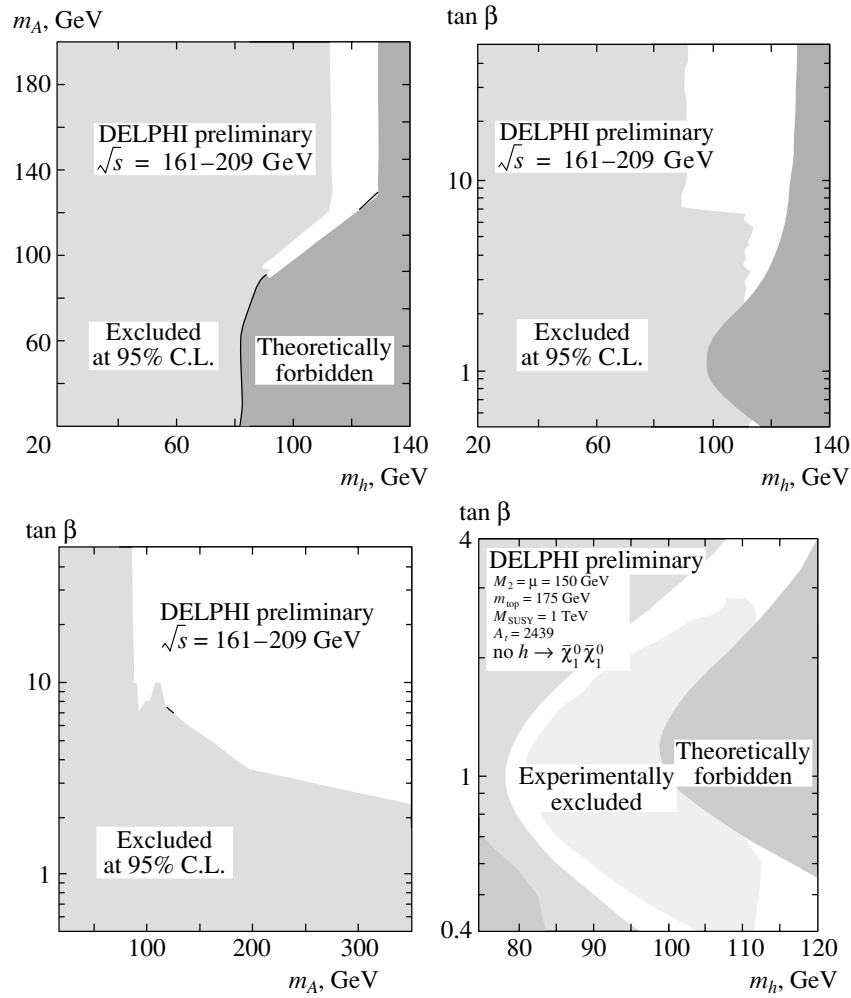 m_A, GeV
180
140
100
60
20
60
100
140
m_h, GeV
DELPHI preliminary
√s = 161–209 GeV
Excluded
at 95% C.L.
Theoretically
forbidden
tan β
10
1
20
60
100
140
m_h, GeV
DELPHI preliminary
√s = 161–209 GeV
Excluded
at 95% C.L.
tan β
10
1
100
200
300
m_A, GeV
DELPHI preliminary
√s = 161–209 GeV
Excluded
at 95% C.L.
tan β
4
1
0.4
80
90
100
110
120
m_h, GeV
DELPHI preliminary
M_2 = μ = 150 GeV
m_top = 175 GeV
M_SUSY = 1 TeV
A_t = 2439
no h → χ̄_1^0 χ̄_1^0
Experimentally
excluded
Theoretically
forbidden